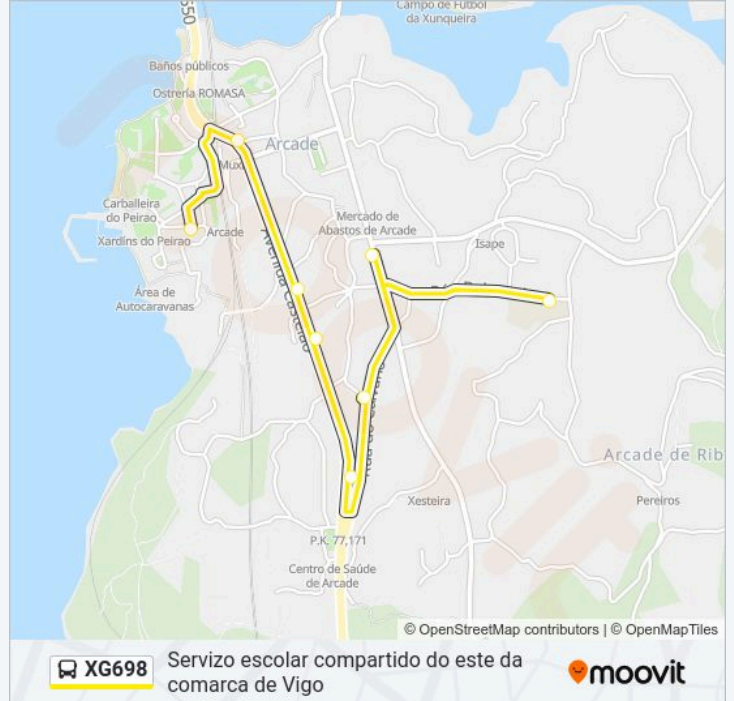 550
Campo de Fútbol
da Xunqueira
Baños públicos
Ostrería ROMASA
Arcade
Mux
Carballeira
do Peirao
Xardíns do Peirao
Arcade
Mercado de
Abastos de Arcade
Isape
Avenida Castelao
Área de
Autocaravanas
Arcade de Rib
Xesteira
Pereiros
P.K. 77,171
Centro de Saúde
de Arcade
© OpenStreetMap contributors | © OpenMapTiles
XG698
Servizo escolar compartido do este da
comarca de Vigo
moovit